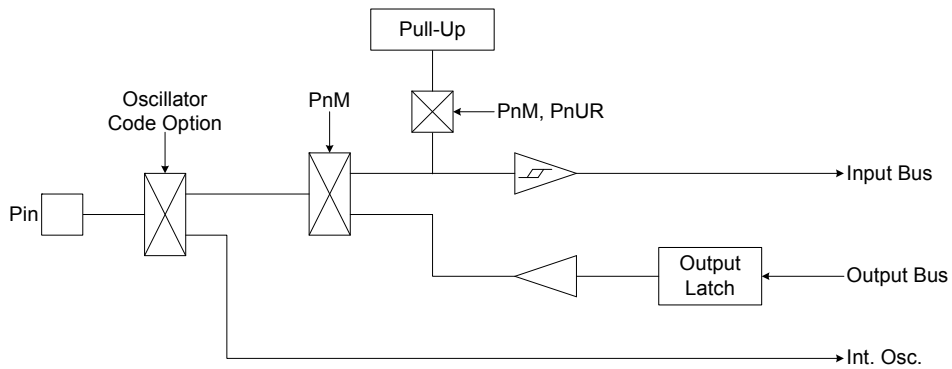 Pull-Up
Oscillator
Code Option
PnM
PnM, PnUR
Pin
Input Bus
Output
Latch
Output Bus
Int. Osc.